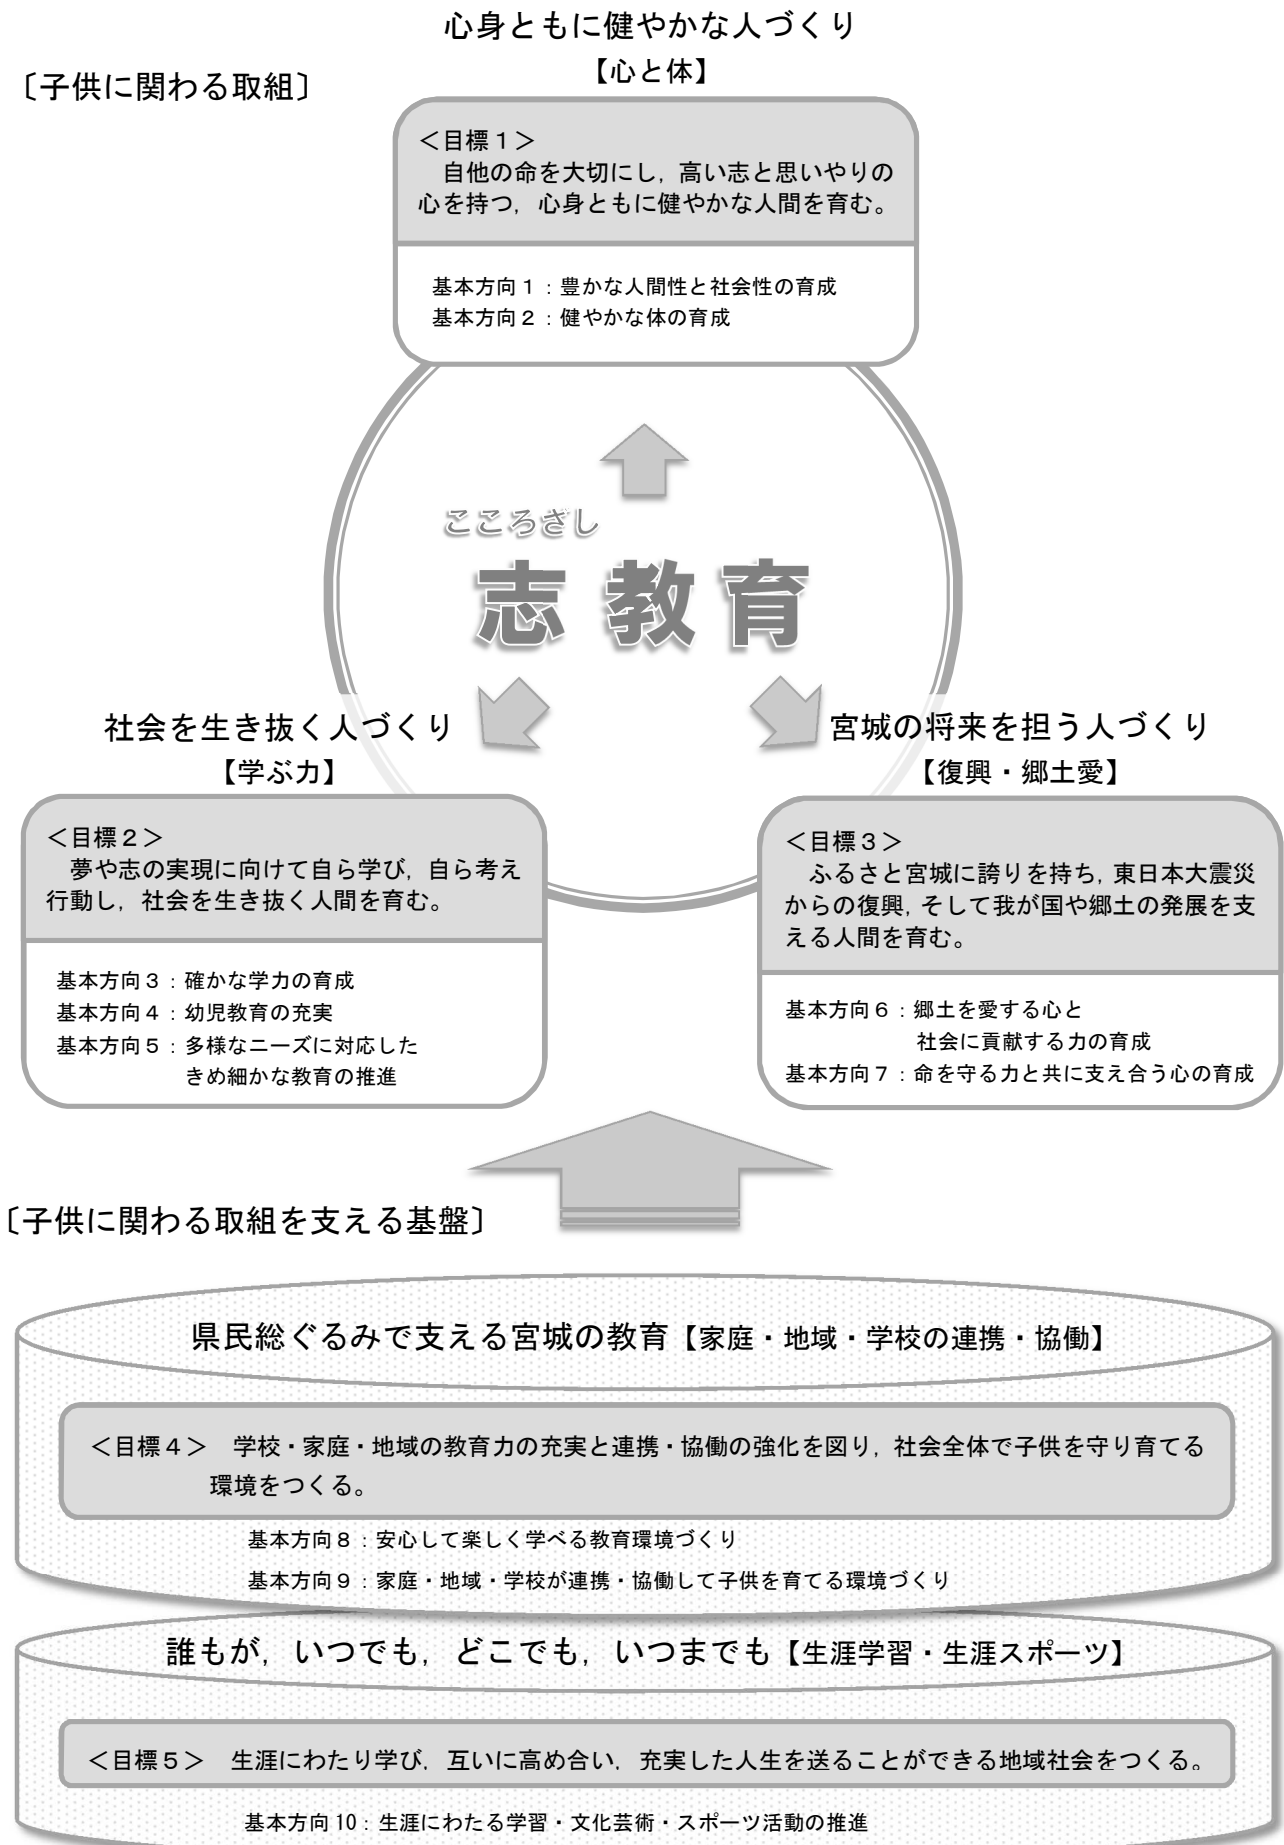 心身ともに健やかな人づくり
【心と体】
〔子供に関わる取組〕
＜目標１＞
自他の命を大切にし，高い志と思いやりの
心を持つ，心身ともに健やかな人間を育む。
基本方向１：豊かな人間性と社会性の育成
基本方向２：健やかな体の育成
こころざし
志教育
社会を生き抜く人づくり
【学ぶ力】
＜目標２＞
夢や志の実現に向けて自ら学び，自ら考え
行動し，社会を生き抜く人間を育む。
基本方向３：確かな学力の育成
基本方向４：幼児教育の充実
基本方向５：多様なニーズに対応した
きめ細かな教育の推進
宮城の将来を担う人づくり
【復興・郷土愛】
＜目標３＞
ふるさと宮城に誇りを持ち，東日本大震災
からの復興，そして我が国や郷土の発展を支
える人間を育む。
基本方向６：郷土を愛する心と
社会に貢献する力の育成
基本方向７：命を守る力と共に支え合う心の育成
〔子供に関わる取組を支える基盤〕
県民総ぐるみで支える宮城の教育【家庭・地域・学校の連携・協働】
＜目標４＞　学校・家庭・地域の教育力の充実と連携・協働の強化を図り，社会全体で子供を守り育てる
環境をつくる。
基本方向８：安心して楽しく学べる教育環境づくり
基本方向９：家庭・地域・学校が連携・協働して子供を育てる環境づくり
誰もが，いつでも，どこでも，いつまでも【生涯学習・生涯スポーツ】
＜目標５＞　生涯にわたり学び，互いに高め合い，充実した人生を送ることができる地域社会をつくる。
基本方向10：生涯にわたる学習・文化芸術・スポーツ活動の推進